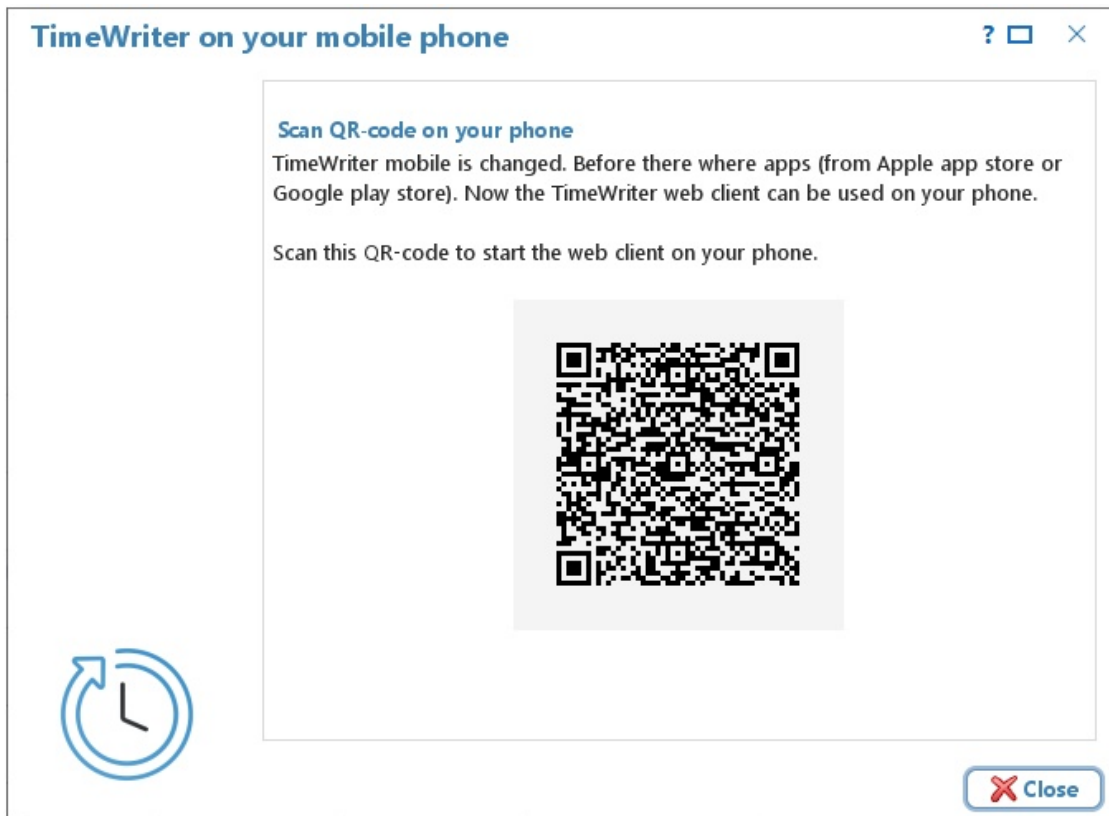 TimeWriter on your mobile phone
?
Scan QR-code on your phone
TimeWriter mobile is changed. Before there where apps (from Apple app store or
Google play store). Now the TimeWriter web client can be used on your phone.
Scan this QR-code to start the web client on your phone.
Close